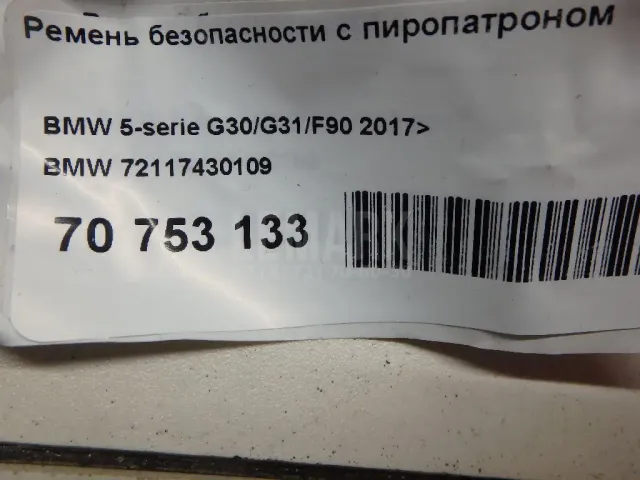 Ремень безопасности с пиропатроном
BMW 5-serie G30/G31/F90 2017>
BMW 72117430109
70 753 133